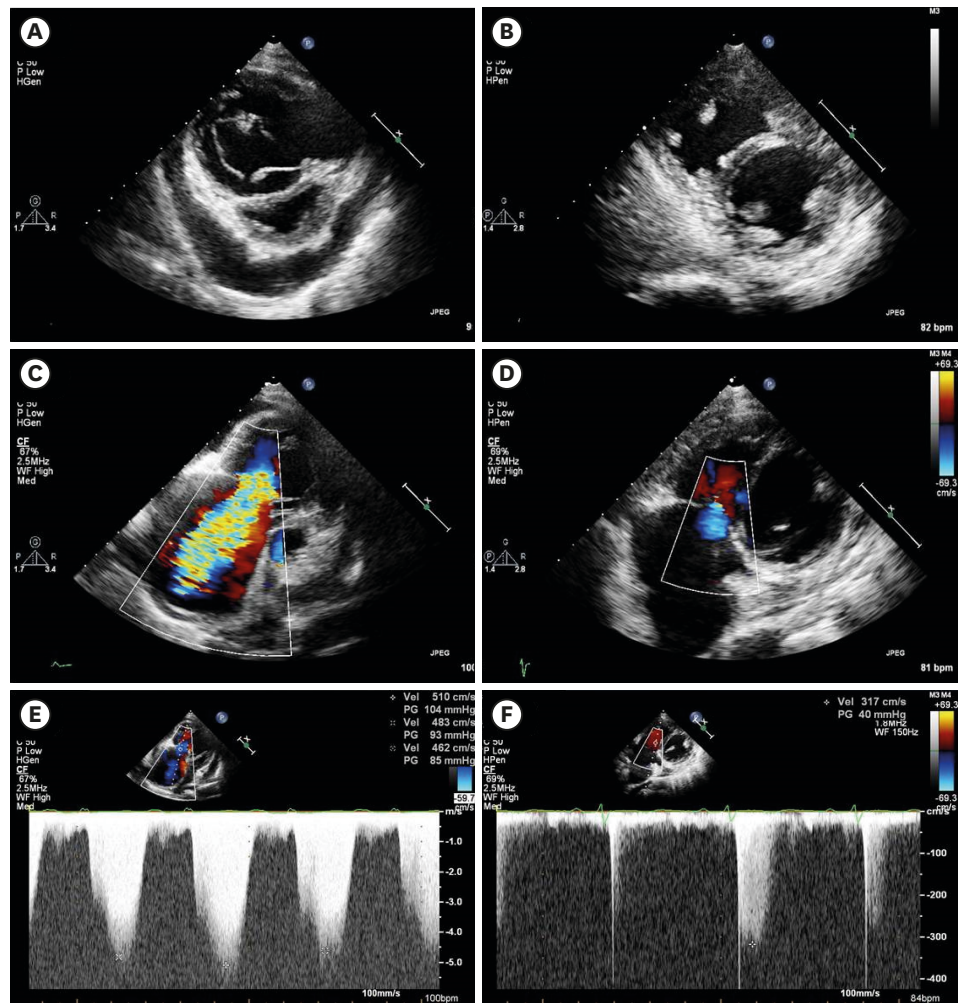 A
P
C 50
P Low
HGen
G
P R
1.7 3.4
X
JPEG
9
B
P
M3
C 50
P Low
HPen
G
P R
1.4 2.8
X
JPEG
82 bpm
C
P
C 50
P Low
HGen
CF
67%
2.5MHz
WF High
Med
G
P R
1.7 3.4
X
JPEG
100
D
P
M3 M4
+69.3
C 50
P Low
HPen
CF
69%
2.5MHz
WF High
Med
-69.3
cm/s
G
P R
1.4 2.8
X
JPEG
81 bpm
E
P
Vel 510 cm/s
PG 104 mmHg
Vel 483 cm/s
PG 93 mmHg
Vel 462 cm/s
PG 85 mmHg
C 50
P Low
HGen
CF
67%
2.5MHz
WF High
Med
X
-59.7
cm/s
m/s
-1.0
-2.0
-3.0
-4.0
-5.0
100mm/s
100bpm
F
P
Vel 317 cm/s
PG 40 mmHg
1.8MHz
WF 150Hz
M3 M4
+69.3
C 50
P Low
HPen
CF
69%
2.5MHz
WF High
Med
X
-69.3
cm/s
cm/s
-100
-200
-300
-400
100mm/s
84bpm